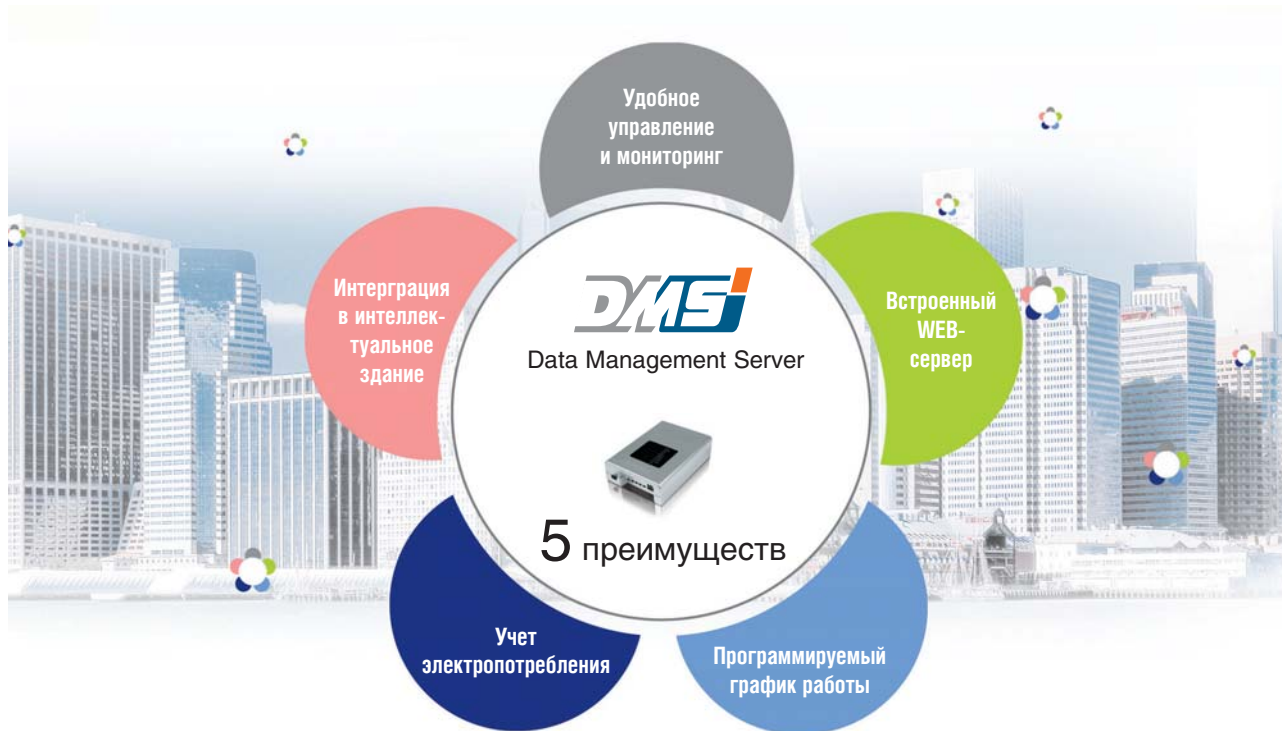 Удобное
управление
и мониторинг
Интерграция
в интеллек-
туальное
здание
Встроенный
WEB-
сервер
DMSi
Data Management Server
5 преимуществ
Учет
электропотребления
Программируемый
график работы